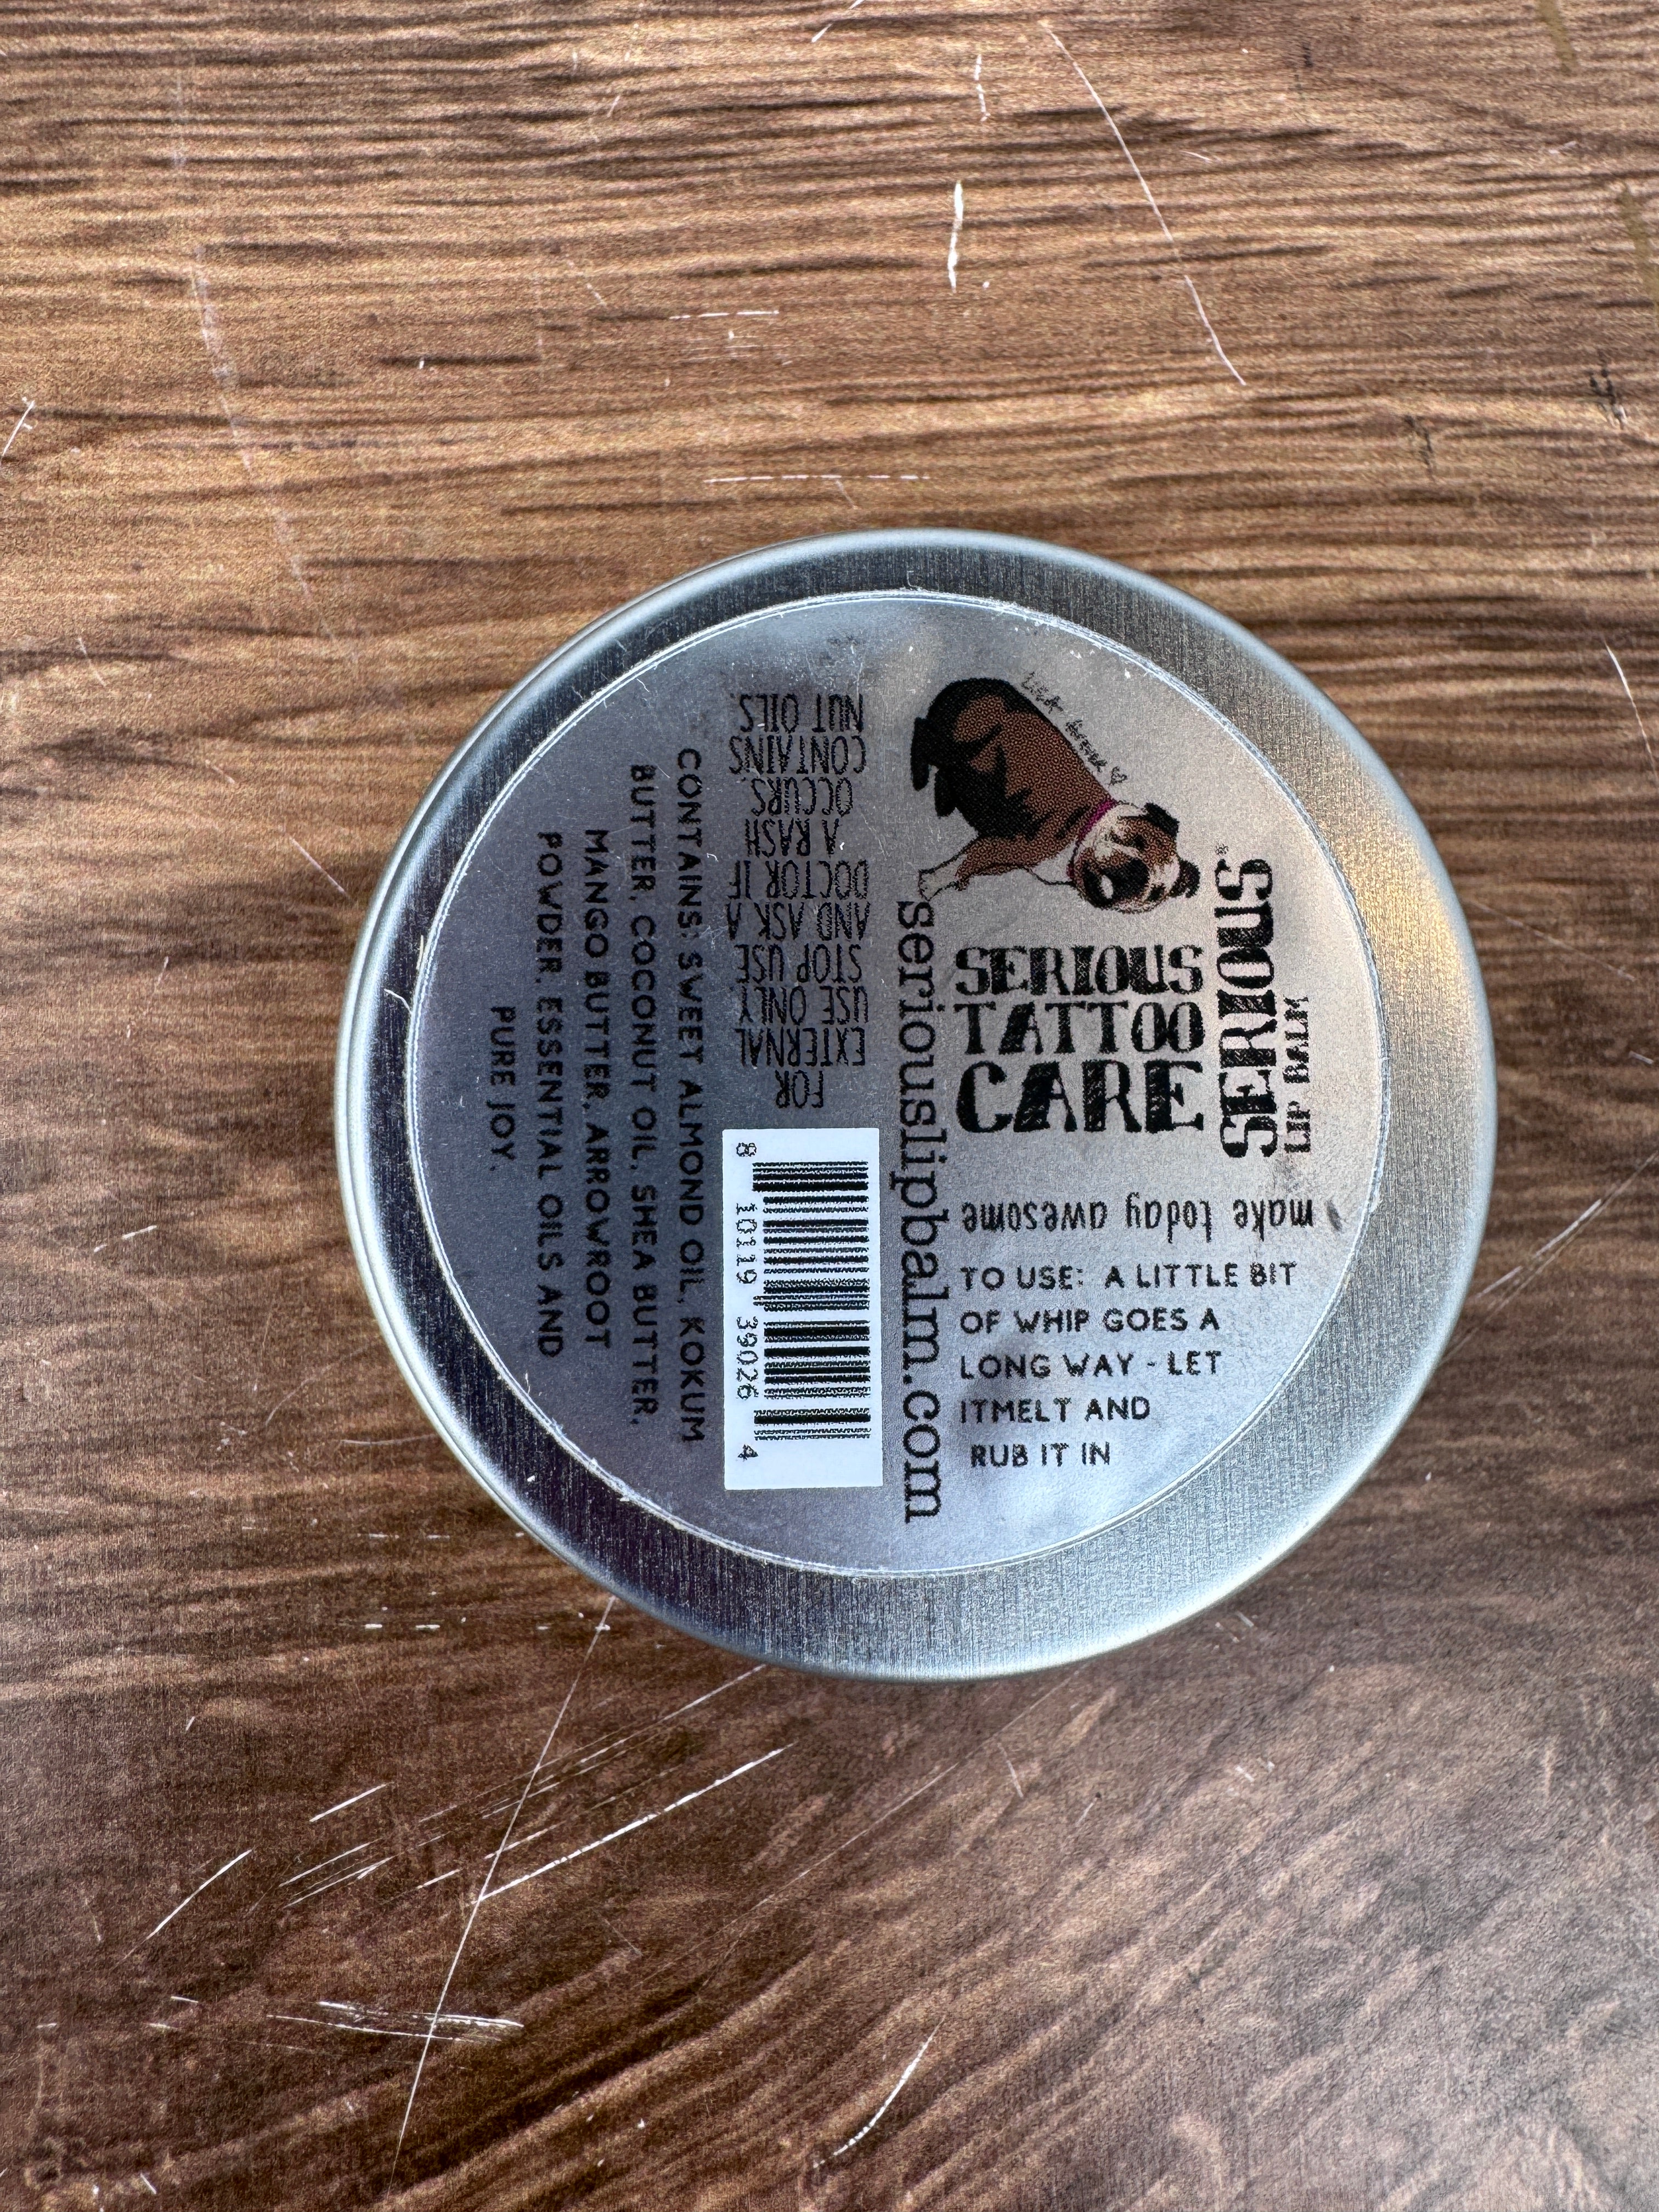 SERIOUS®
LIP BALM
SERIOUS
TATTOO
CARE
make today awesome
TO USE: A LITTLE BIT
OF WHIP GOES A
LONG WAY - LET
ITMELT AND
RUB IT IN
seriouslipbalm.com
FOR
EXTERNAL
USE ONLY
STOP USE
AND ASK A
DOCTOR IF
A RASH
OCCURS.
CONTAINS
NUT OILS.
8 10119 39026 4
CONTAINS: SWEET ALMOND OIL, KOKUM
BUTTER, COCONUT OIL, SHEA BUTTER,
MANGO BUTTER, ARROWROOT
POWDER, ESSENTIAL OILS AND
PURE JOY.